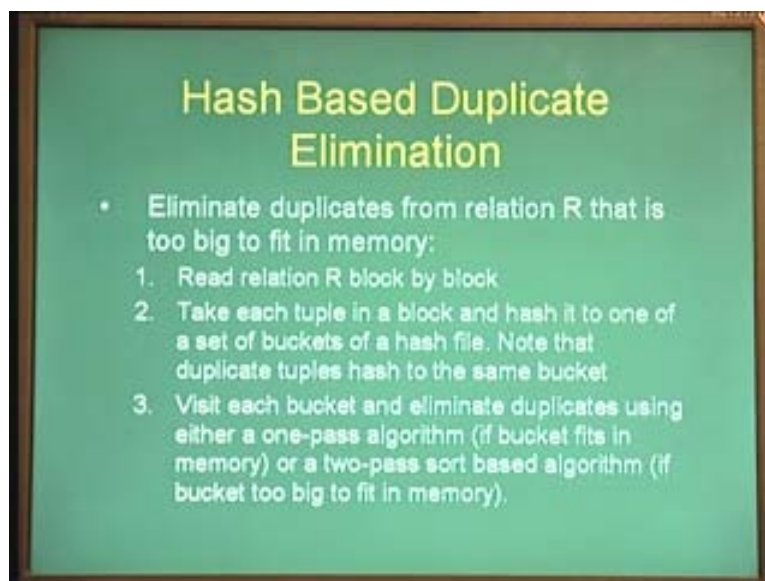 Hash Based Duplicate
Elimination
• Eliminate duplicates from relation R that is
too big to fit in memory:
1. Read relation R block by block
2. Take each tuple in a block and hash it to one of
a set of buckets of a hash file. Note that
duplicate tuples hash to the same bucket
3. Visit each bucket and eliminate duplicates using
either a one-pass algorithm (if bucket fits in
memory) or a two-pass sort based algorithm (if
bucket too big to fit in memory).